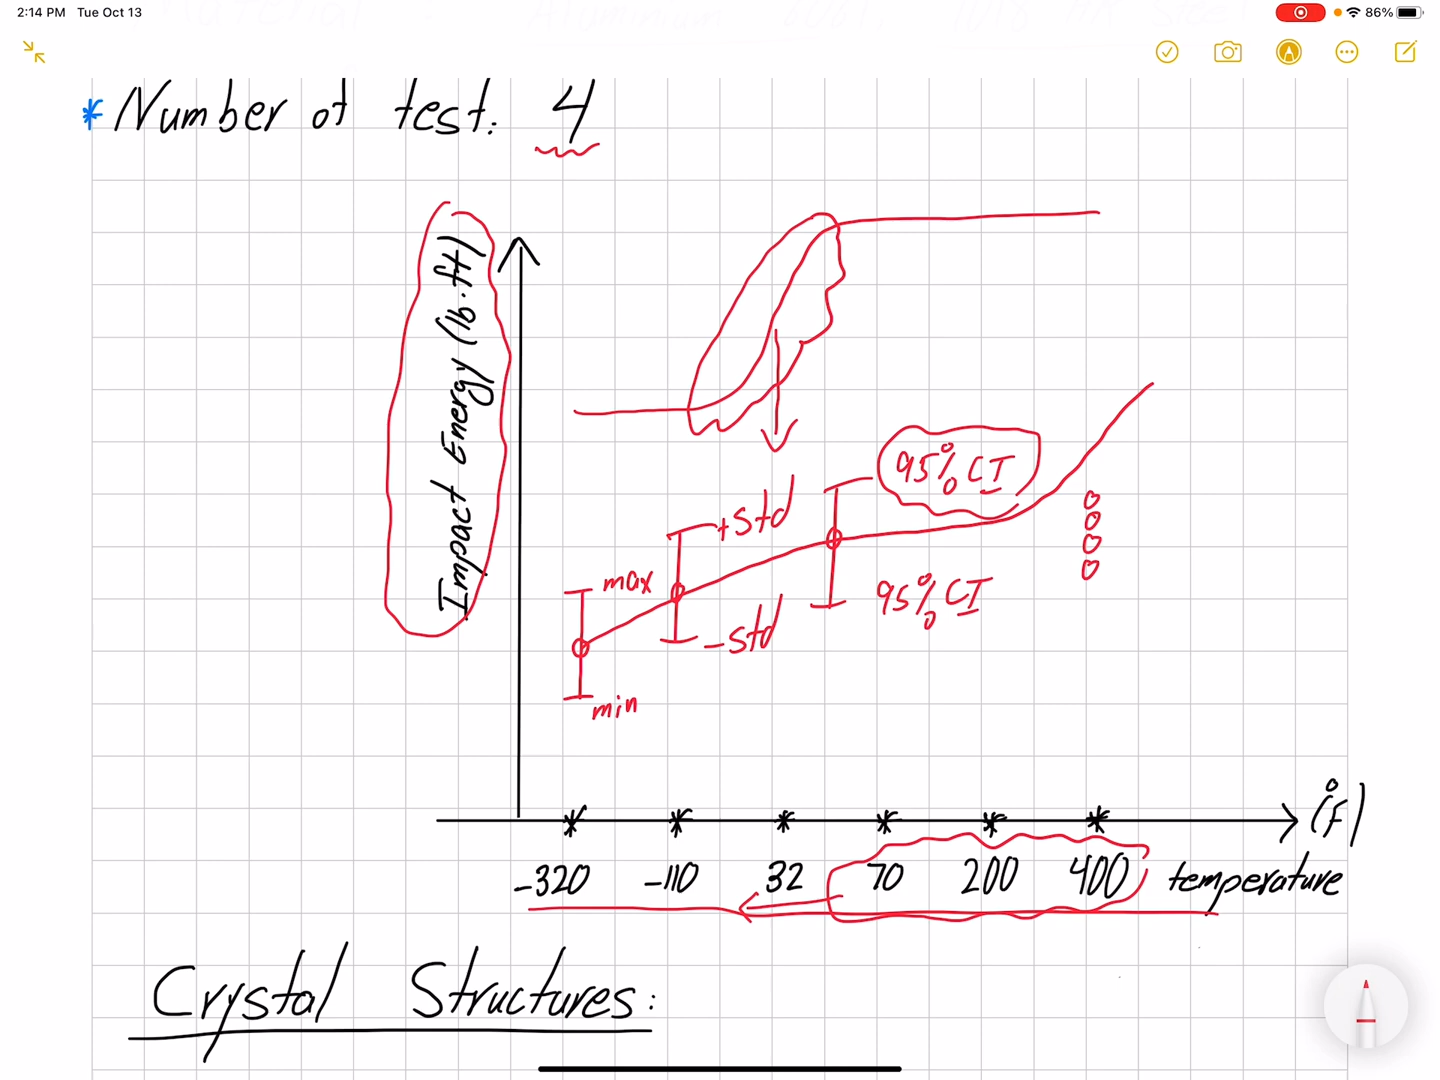 2:14 PM Tue Oct 13
86%
* Number of test: 4
Impact Energy (lb.ft)
95% CI
+std
max
95% CI
-std
min
(°F)
-320 -110 32 70 200 400 temperature
Crystal Structures: